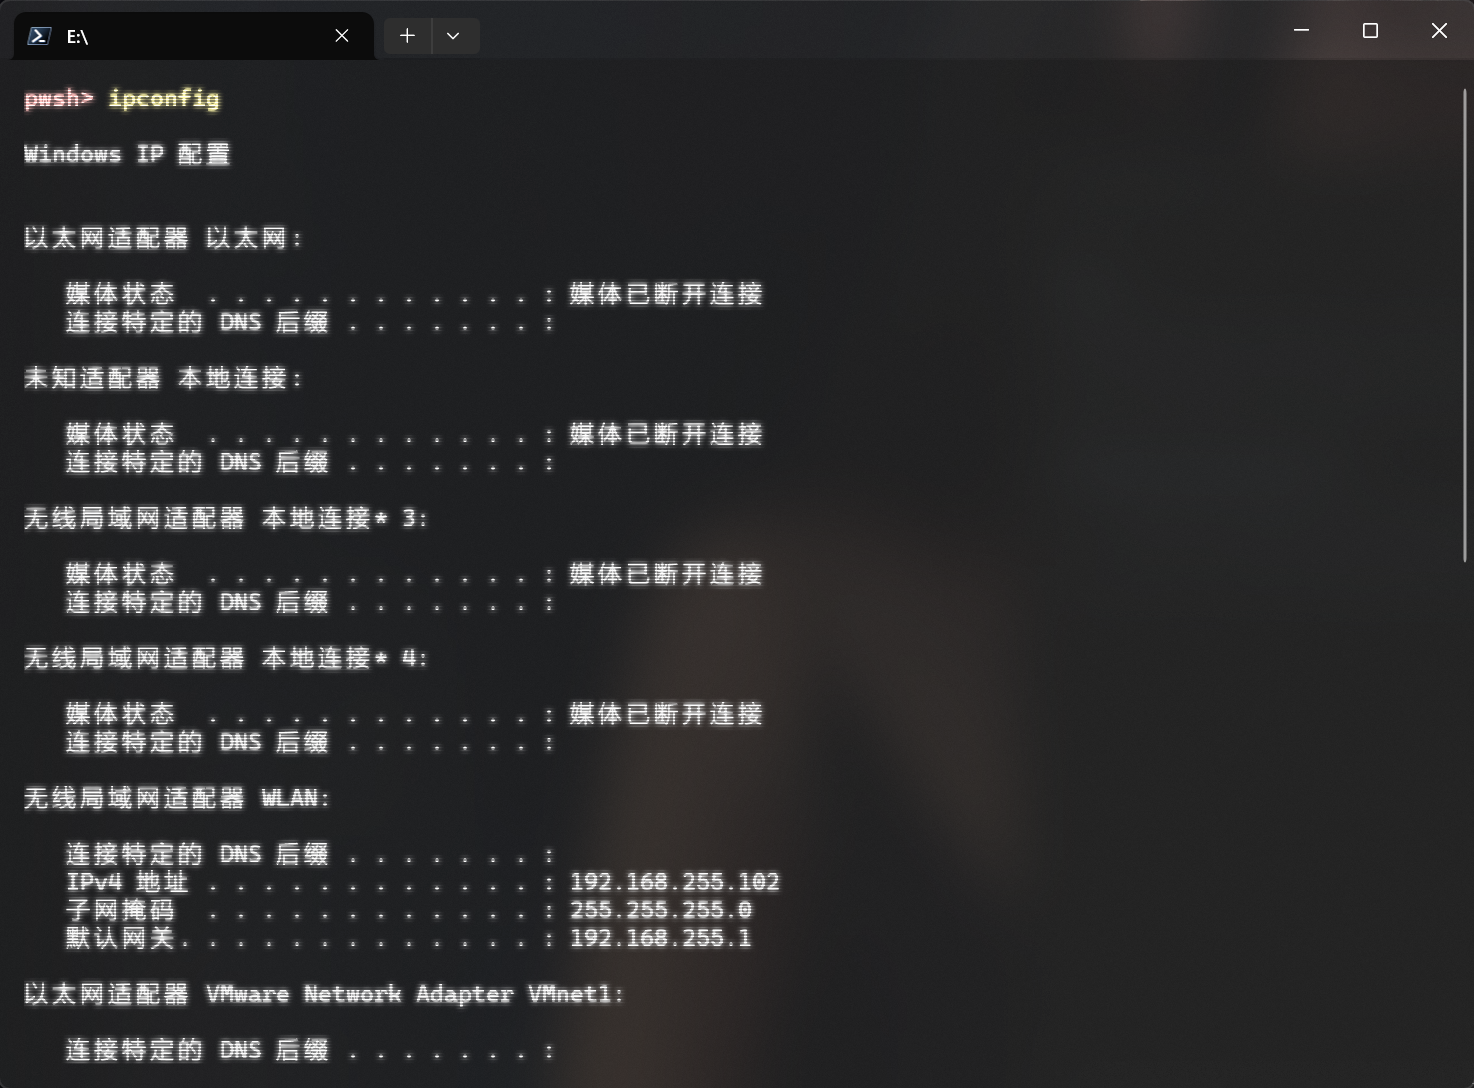 E:\
pwsh> ipconfig
Windows IP 配置
以太网适配器 以太网:
媒体状态  . . . . . . . . . . . . : 媒体已断开连接
连接特定的 DNS 后缀 . . . . . . . :
未知适配器 本地连接:
媒体状态  . . . . . . . . . . . . : 媒体已断开连接
连接特定的 DNS 后缀 . . . . . . . :
无线局域网适配器 本地连接* 3:
媒体状态  . . . . . . . . . . . . : 媒体已断开连接
连接特定的 DNS 后缀 . . . . . . . :
无线局域网适配器 本地连接* 4:
媒体状态  . . . . . . . . . . . . : 媒体已断开连接
连接特定的 DNS 后缀 . . . . . . . :
无线局域网适配器 WLAN:
连接特定的 DNS 后缀 . . . . . . . :
IPv4 地址 . . . . . . . . . . . . : 192.168.255.102
子网掩码  . . . . . . . . . . . . : 255.255.255.0
默认网关. . . . . . . . . . . . . : 192.168.255.1
以太网适配器 VMware Network Adapter VMnet1:
连接特定的 DNS 后缀 . . . . . . . :